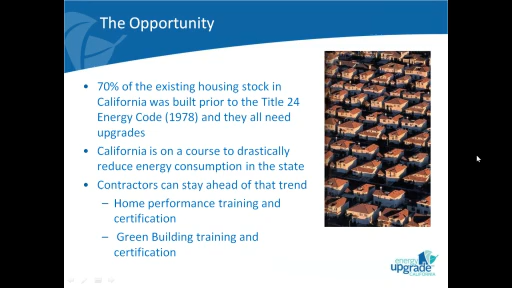 The Opportunity
• 70% of the existing housing stock in
California was built prior to the Title 24
Energy Code (1978) and they all need
upgrades
• California is on a course to drastically
reduce energy consumption in the state
• Contractors can stay ahead of that trend
– Home performance training and
certification
– Green Building training and
certification
energy
upgrade
CALIFORNIA